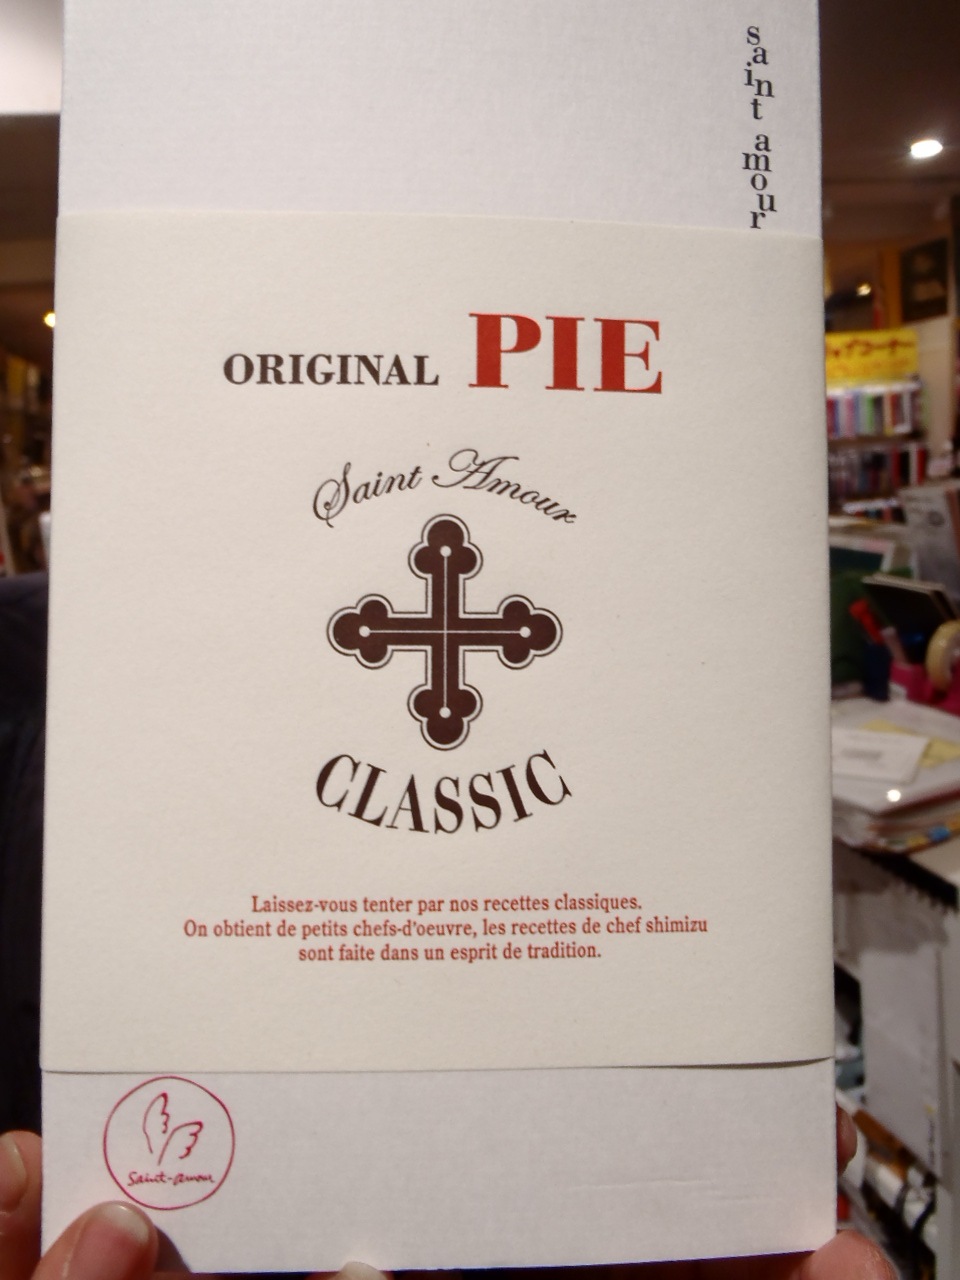 saint amour
ORIGINAL PIE
Saint Amour
CLASSIC
Laissez-vous tenter par nos recettes classiques.
On obtient de petits chefs-d'oeuvre, les recettes de chef shimizu
sont faite dans un esprit de tradition.
Saint-amour